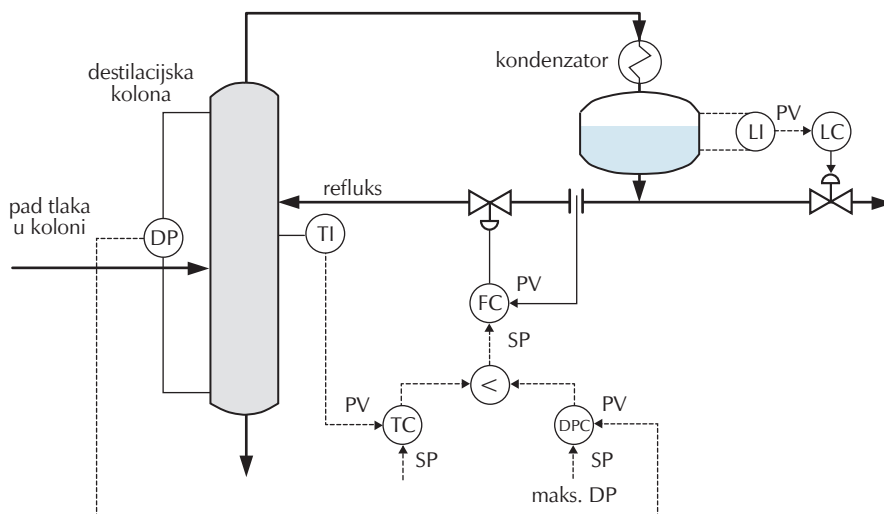 destilacijska
kolona
kondenzator
PV
LI
LC
refluks
pad tlaka
u koloni
DP
TI
FC
PV
SP
<
PV
TC
SP
DPC
PV
SP
maks. DP